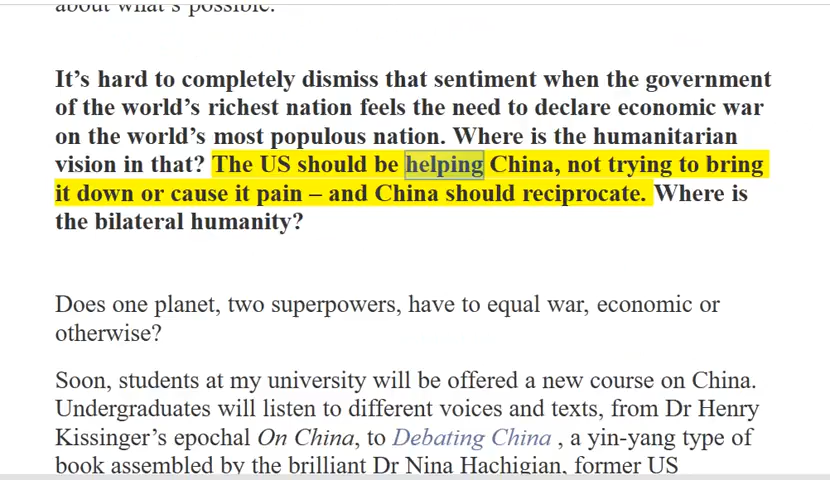 about what's possible.
It's hard to completely dismiss that sentiment when the government
of the world's richest nation feels the need to declare economic war
on the world's most populous nation. Where is the humanitarian
vision in that? The US should be helping China, not trying to bring
it down or cause it pain – and China should reciprocate. Where is
the bilateral humanity?
Does one planet, two superpowers, have to equal war, economic or
otherwise?
Soon, students at my university will be offered a new course on China.
Undergraduates will listen to different voices and texts, from Dr Henry
Kissinger's epochal On China, to Debating China , a yin-yang type of
book assembled by the brilliant Dr Nina Hachigian, former US